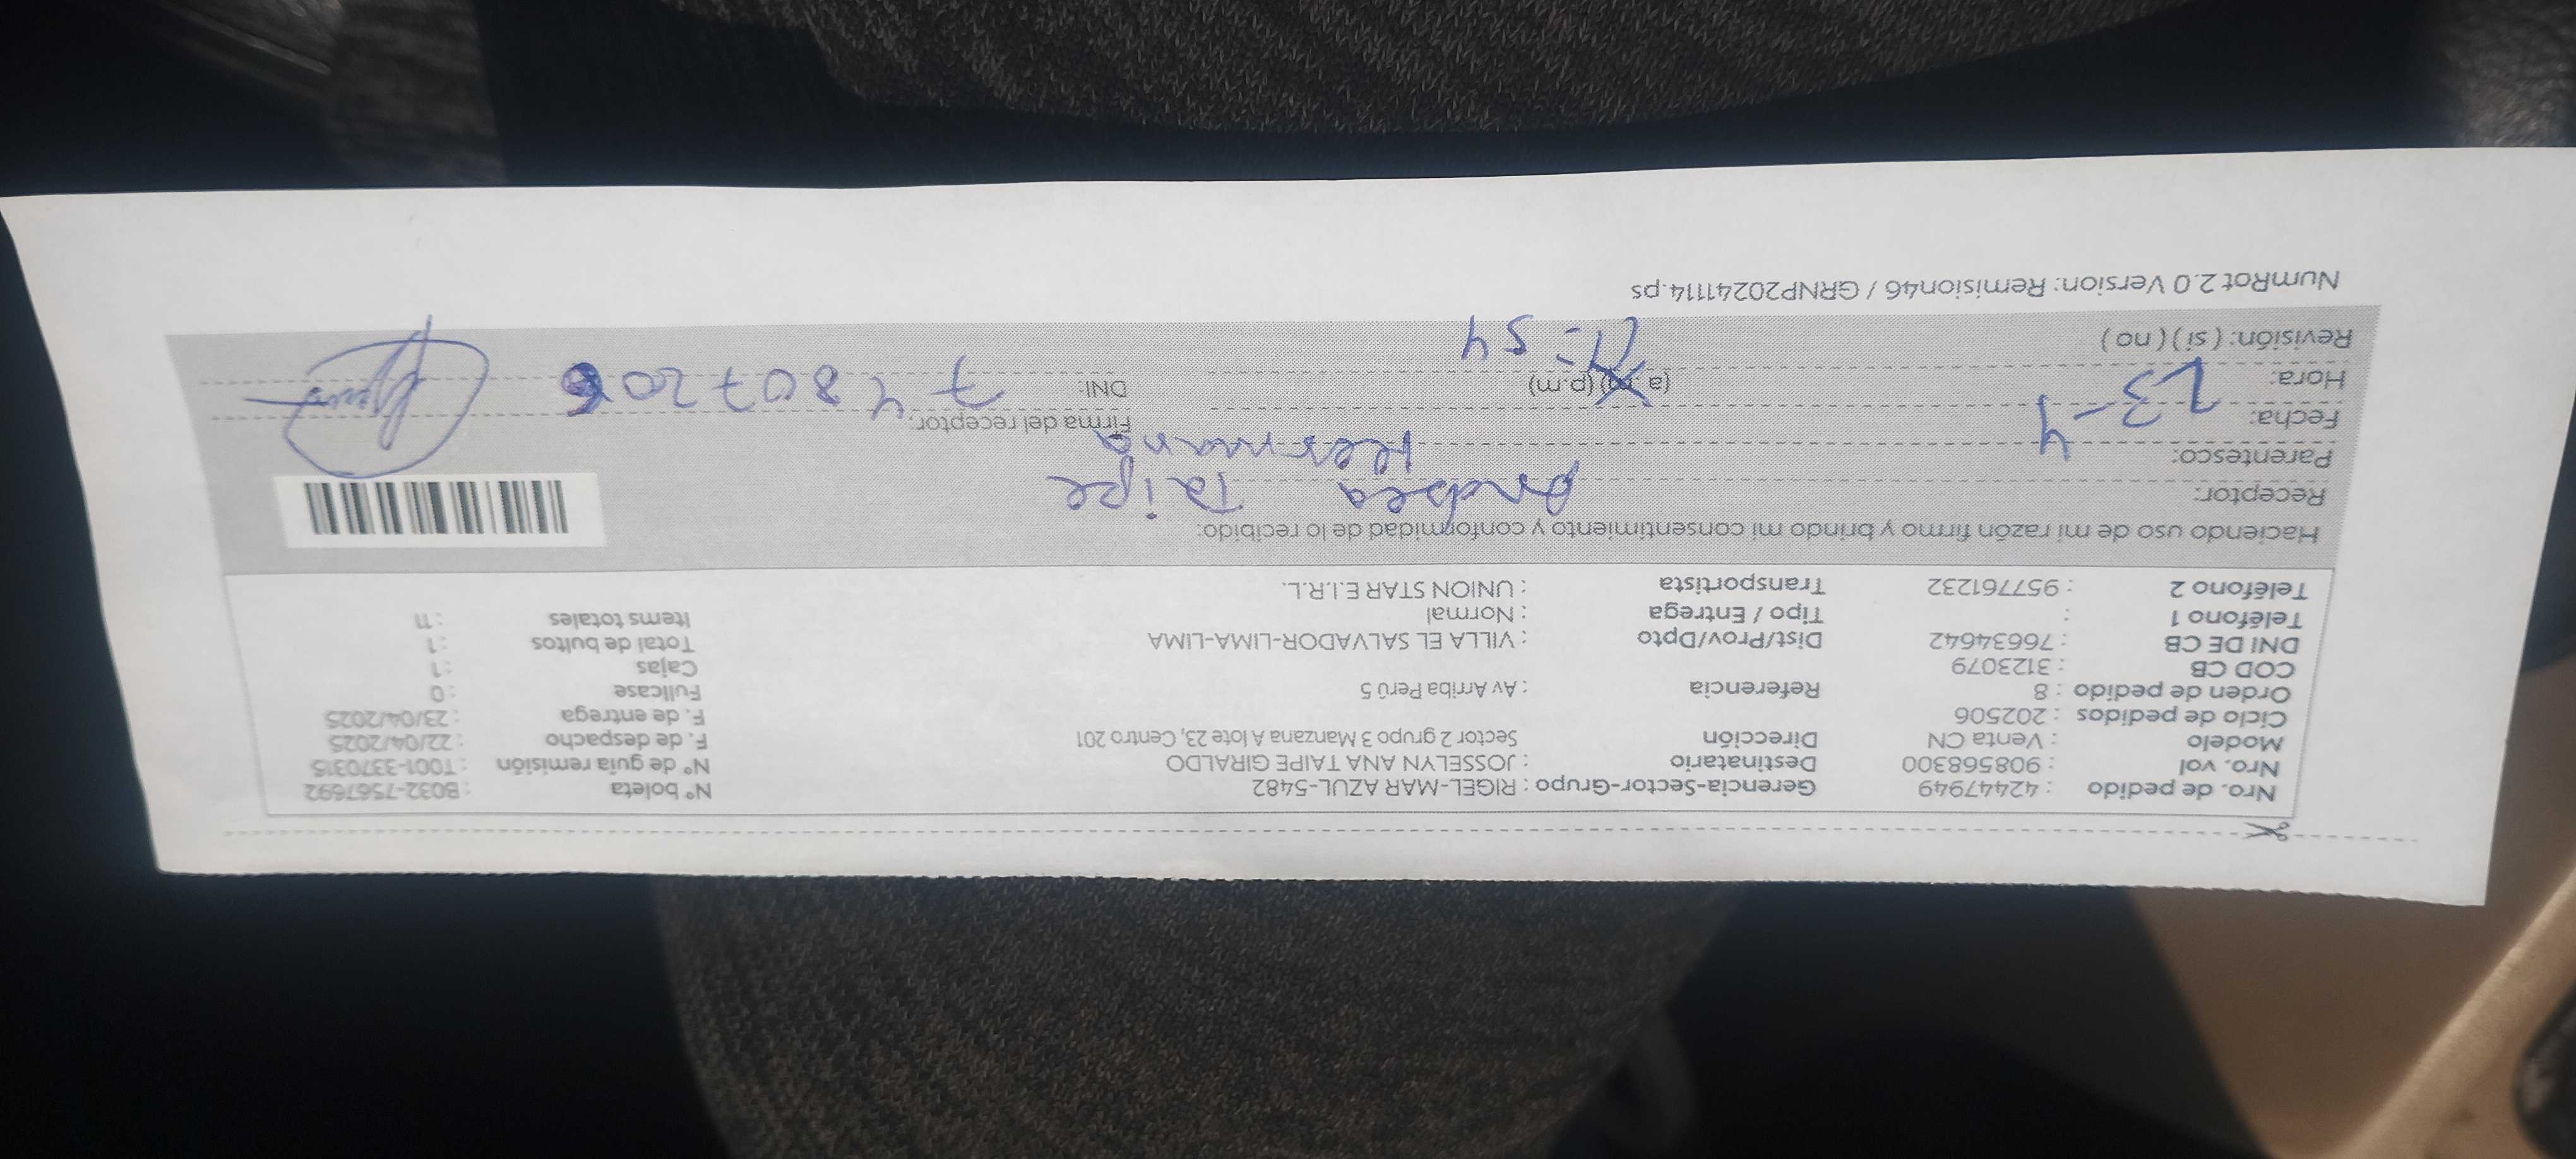 Nro. de pedido : 42447949 Gerencia-Sector-Grupo : RIGEL-MAR AZUL-5482 N° boleta : B032-7567692
Nro. vol : 908568300 Destinatario : JOSSELYN ANA TAIPE GIRALDO N° de guía remisión : T001-3370315
Modelo : Venta CN Dirección Sector 2 grupo 3 Manzana A lote 23, Centro 201 F. de despacho : 22/04/2025
Ciclo de pedidos : 202506 F. de entrega : 23/04/2025
Orden de pedido : 8 Referencia : Av Arriba Perú 5 Fullcase : 0
COD CB : 3123079 Cajas : 1
DNI DE CB : 76634642 Dist/Prov/Dpto : VILLA EL SALVADOR-LIMA-LIMA Total de bultos : 1
Teléfono 1 : Tipo / Entrega : Normal Items totales : 11
Teléfono 2 : 957761232 Transportista : UNION STAR E.I.R.L.
Haciendo uso de mi razón firmo y brindo mi consentimiento y conformidad de lo recibido:
Receptor: Andrea Taipe
Parentesco: Hermana
Fecha: 23-4 Firma del receptor:
Hora: (a.m) (p.m) 11:54 DNI: 74807206
Revisión: ( si ) ( no )
NumRot 2.0 Version: Remision46 / GRNP20241114.ps